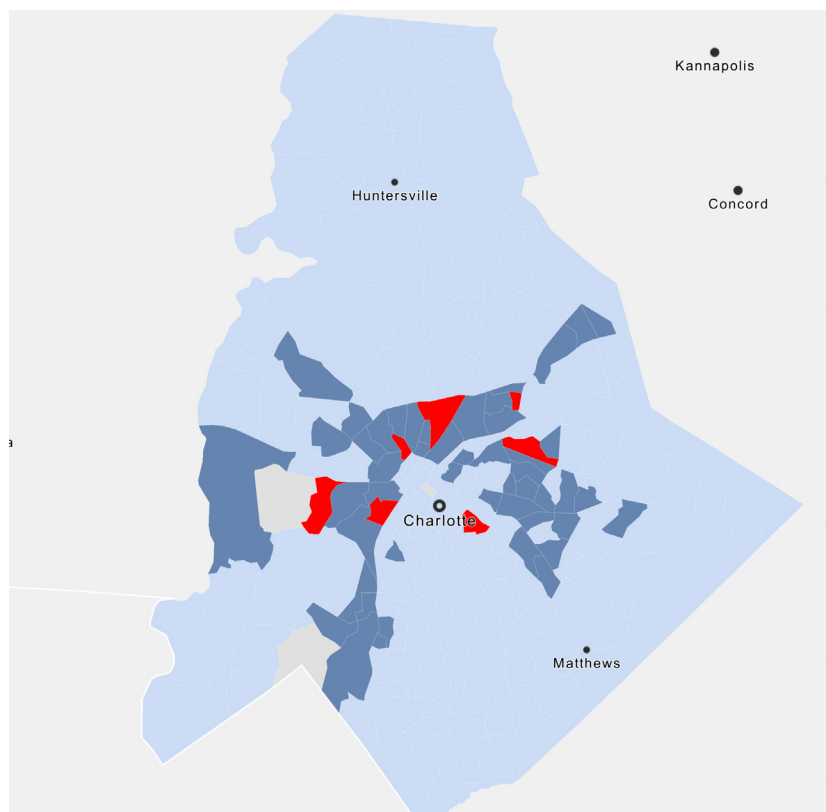 Kannapolis
Huntersville
Concord
a
Charlotte
Matthews